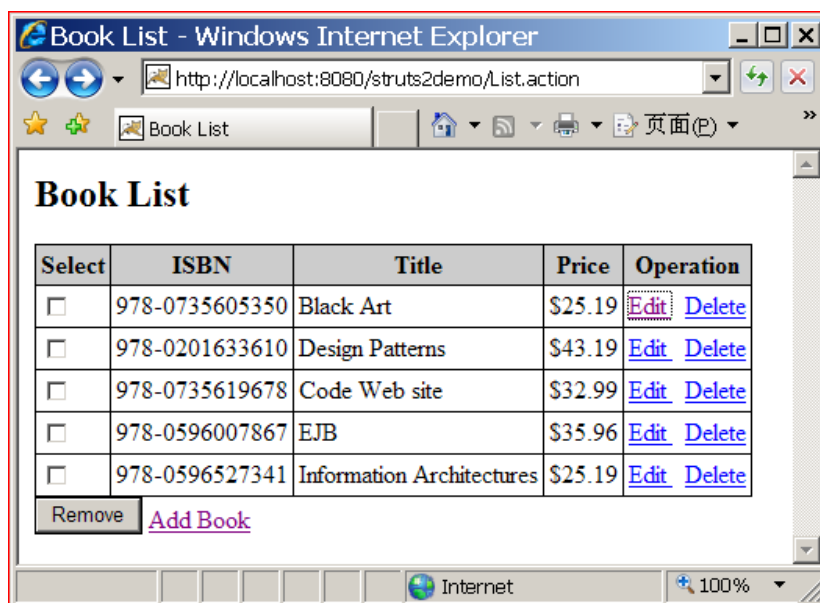 Book List - Windows Internet Explorer
http://localhost:8080/struts2demo/List.action
Book List 页面(P) »
Book List
Select ISBN Title Price Operation
978-0735605350 Black Art $25.19 Edit Delete
978-0201633610 Design Patterns $43.19 Edit Delete
978-0735619678 Code Web site $32.99 Edit Delete
978-0596007867 EJB $35.96 Edit Delete
978-0596527341 Information Architectures $25.19 Edit Delete
Remove Add Book
Internet 100%